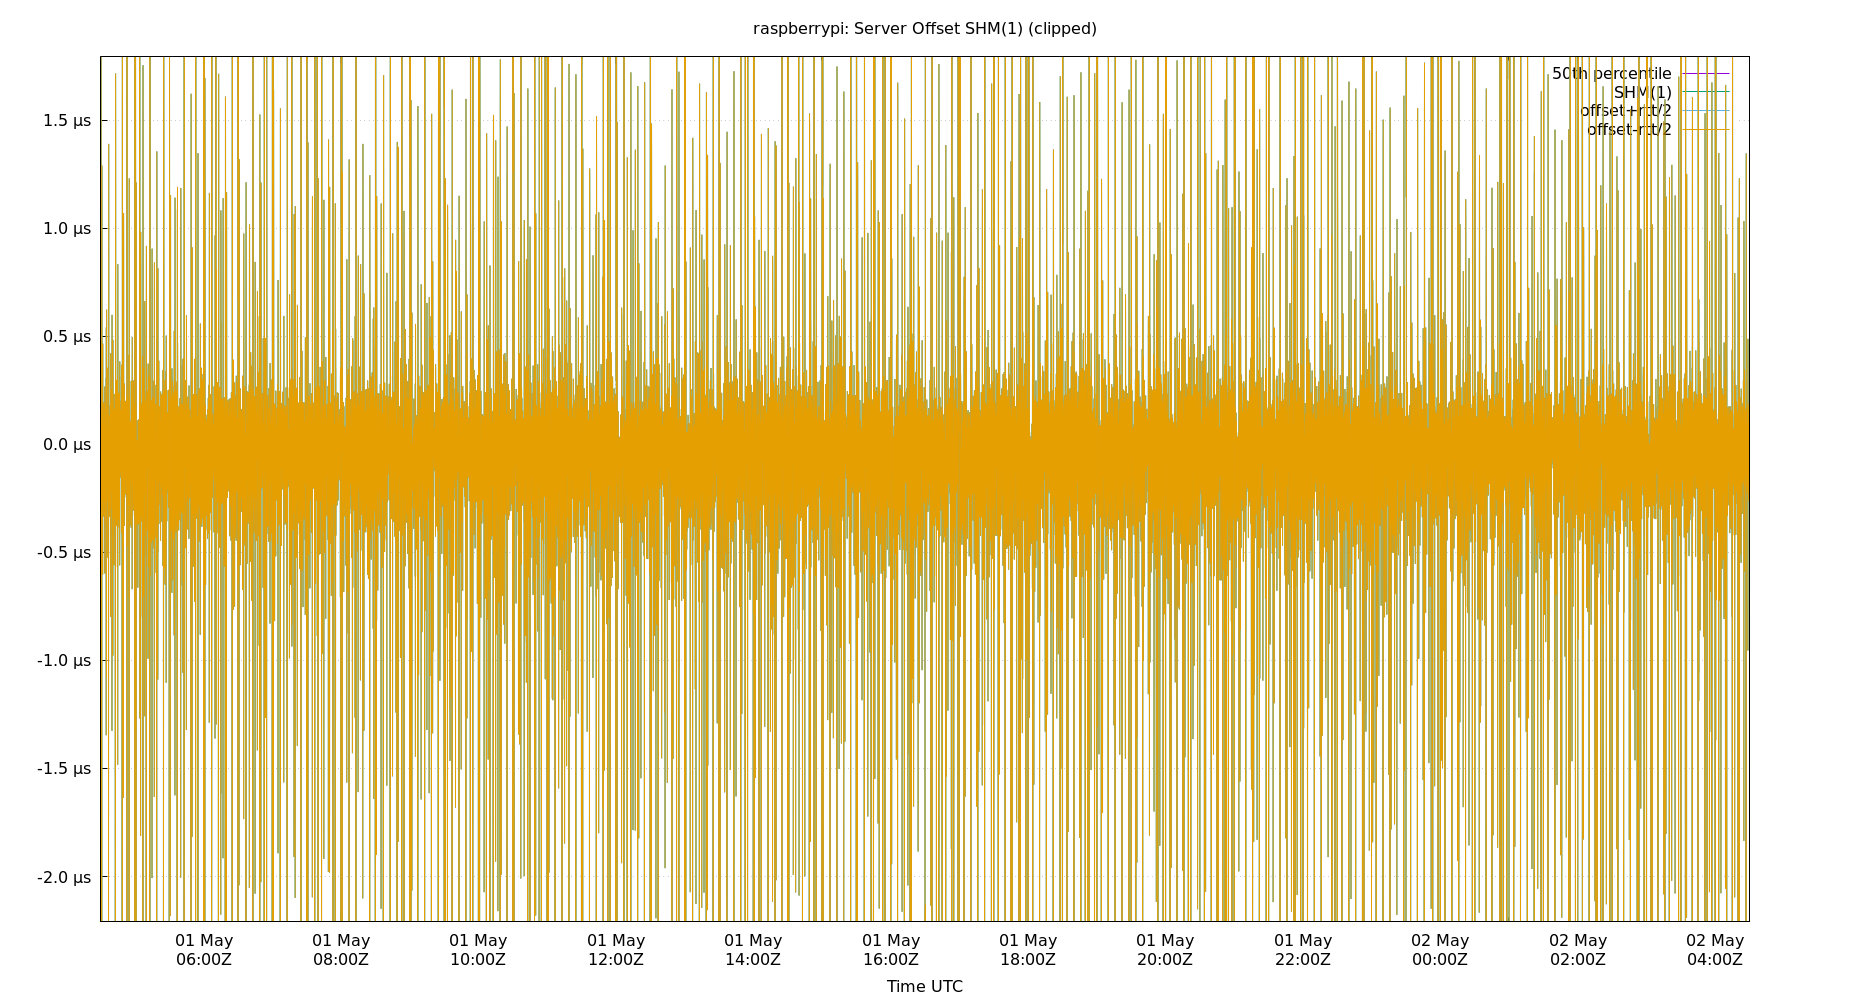 raspberrypi: Server Offset SHM(1) (clipped)
50th percentile
SHM(1)
offset+rtt/2
offset-rtt/2
1.5 µs
1.0 µs
0.5 µs
0.0 µs
-0.5 µs
-1.0 µs
-1.5 µs
-2.0 µs
01 May 01 May 01 May 01 May 01 May 01 May 01 May 01 May 01 May 02 May 02 May 02 May
06:00Z 08:00Z 10:00Z 12:00Z 14:00Z 16:00Z 18:00Z 20:00Z 22:00Z 00:00Z 02:00Z 04:00Z
Time UTC